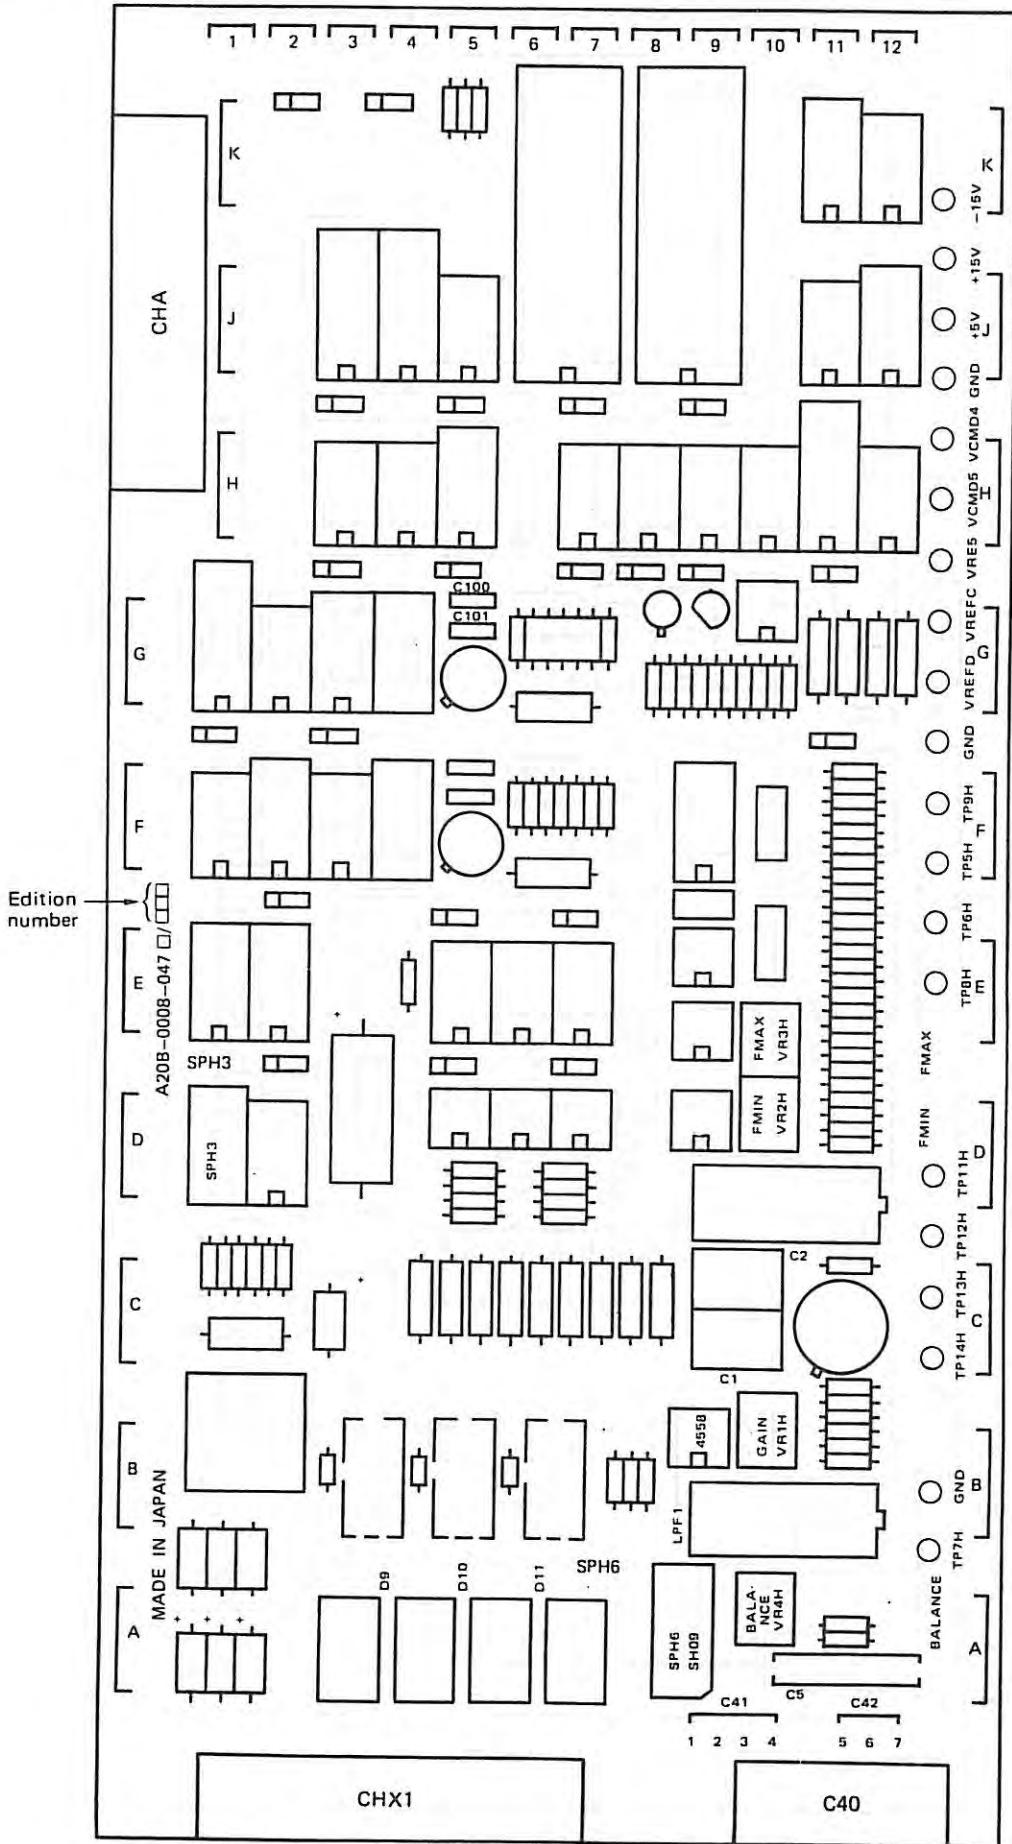 1 2 3 4 5 6 7 8 9 10 11 12
K
K
-15V
+15V
CHA
J
+5V
J
GND
VCMD4
H
VCMD5
H
VRE5
C100
C101
VREFC
G
G
VREFD
GND
F
TP9H
F
TP5H
Edition
number
TP6H
A20B-0008-047 □/
E
TP8H
E
SPH3
FMAX
VR3H
FMAX
FMIN
VR2H
FMIN
D
SPH3
D
TP11H
TP12H
C2
C
TP13H
C
TP14H
C1
4558
GAIN
VR1H
B
B
GND
MADE IN JAPAN
LPF1
TP7H
SPH6
D9
D10
D11
A
+ + +
SPH6
SH09
BALA-
NCE
VR4H
BALANCE
A
C5
C41
C42
1 2 3 4 5 6 7
CHX1
C40